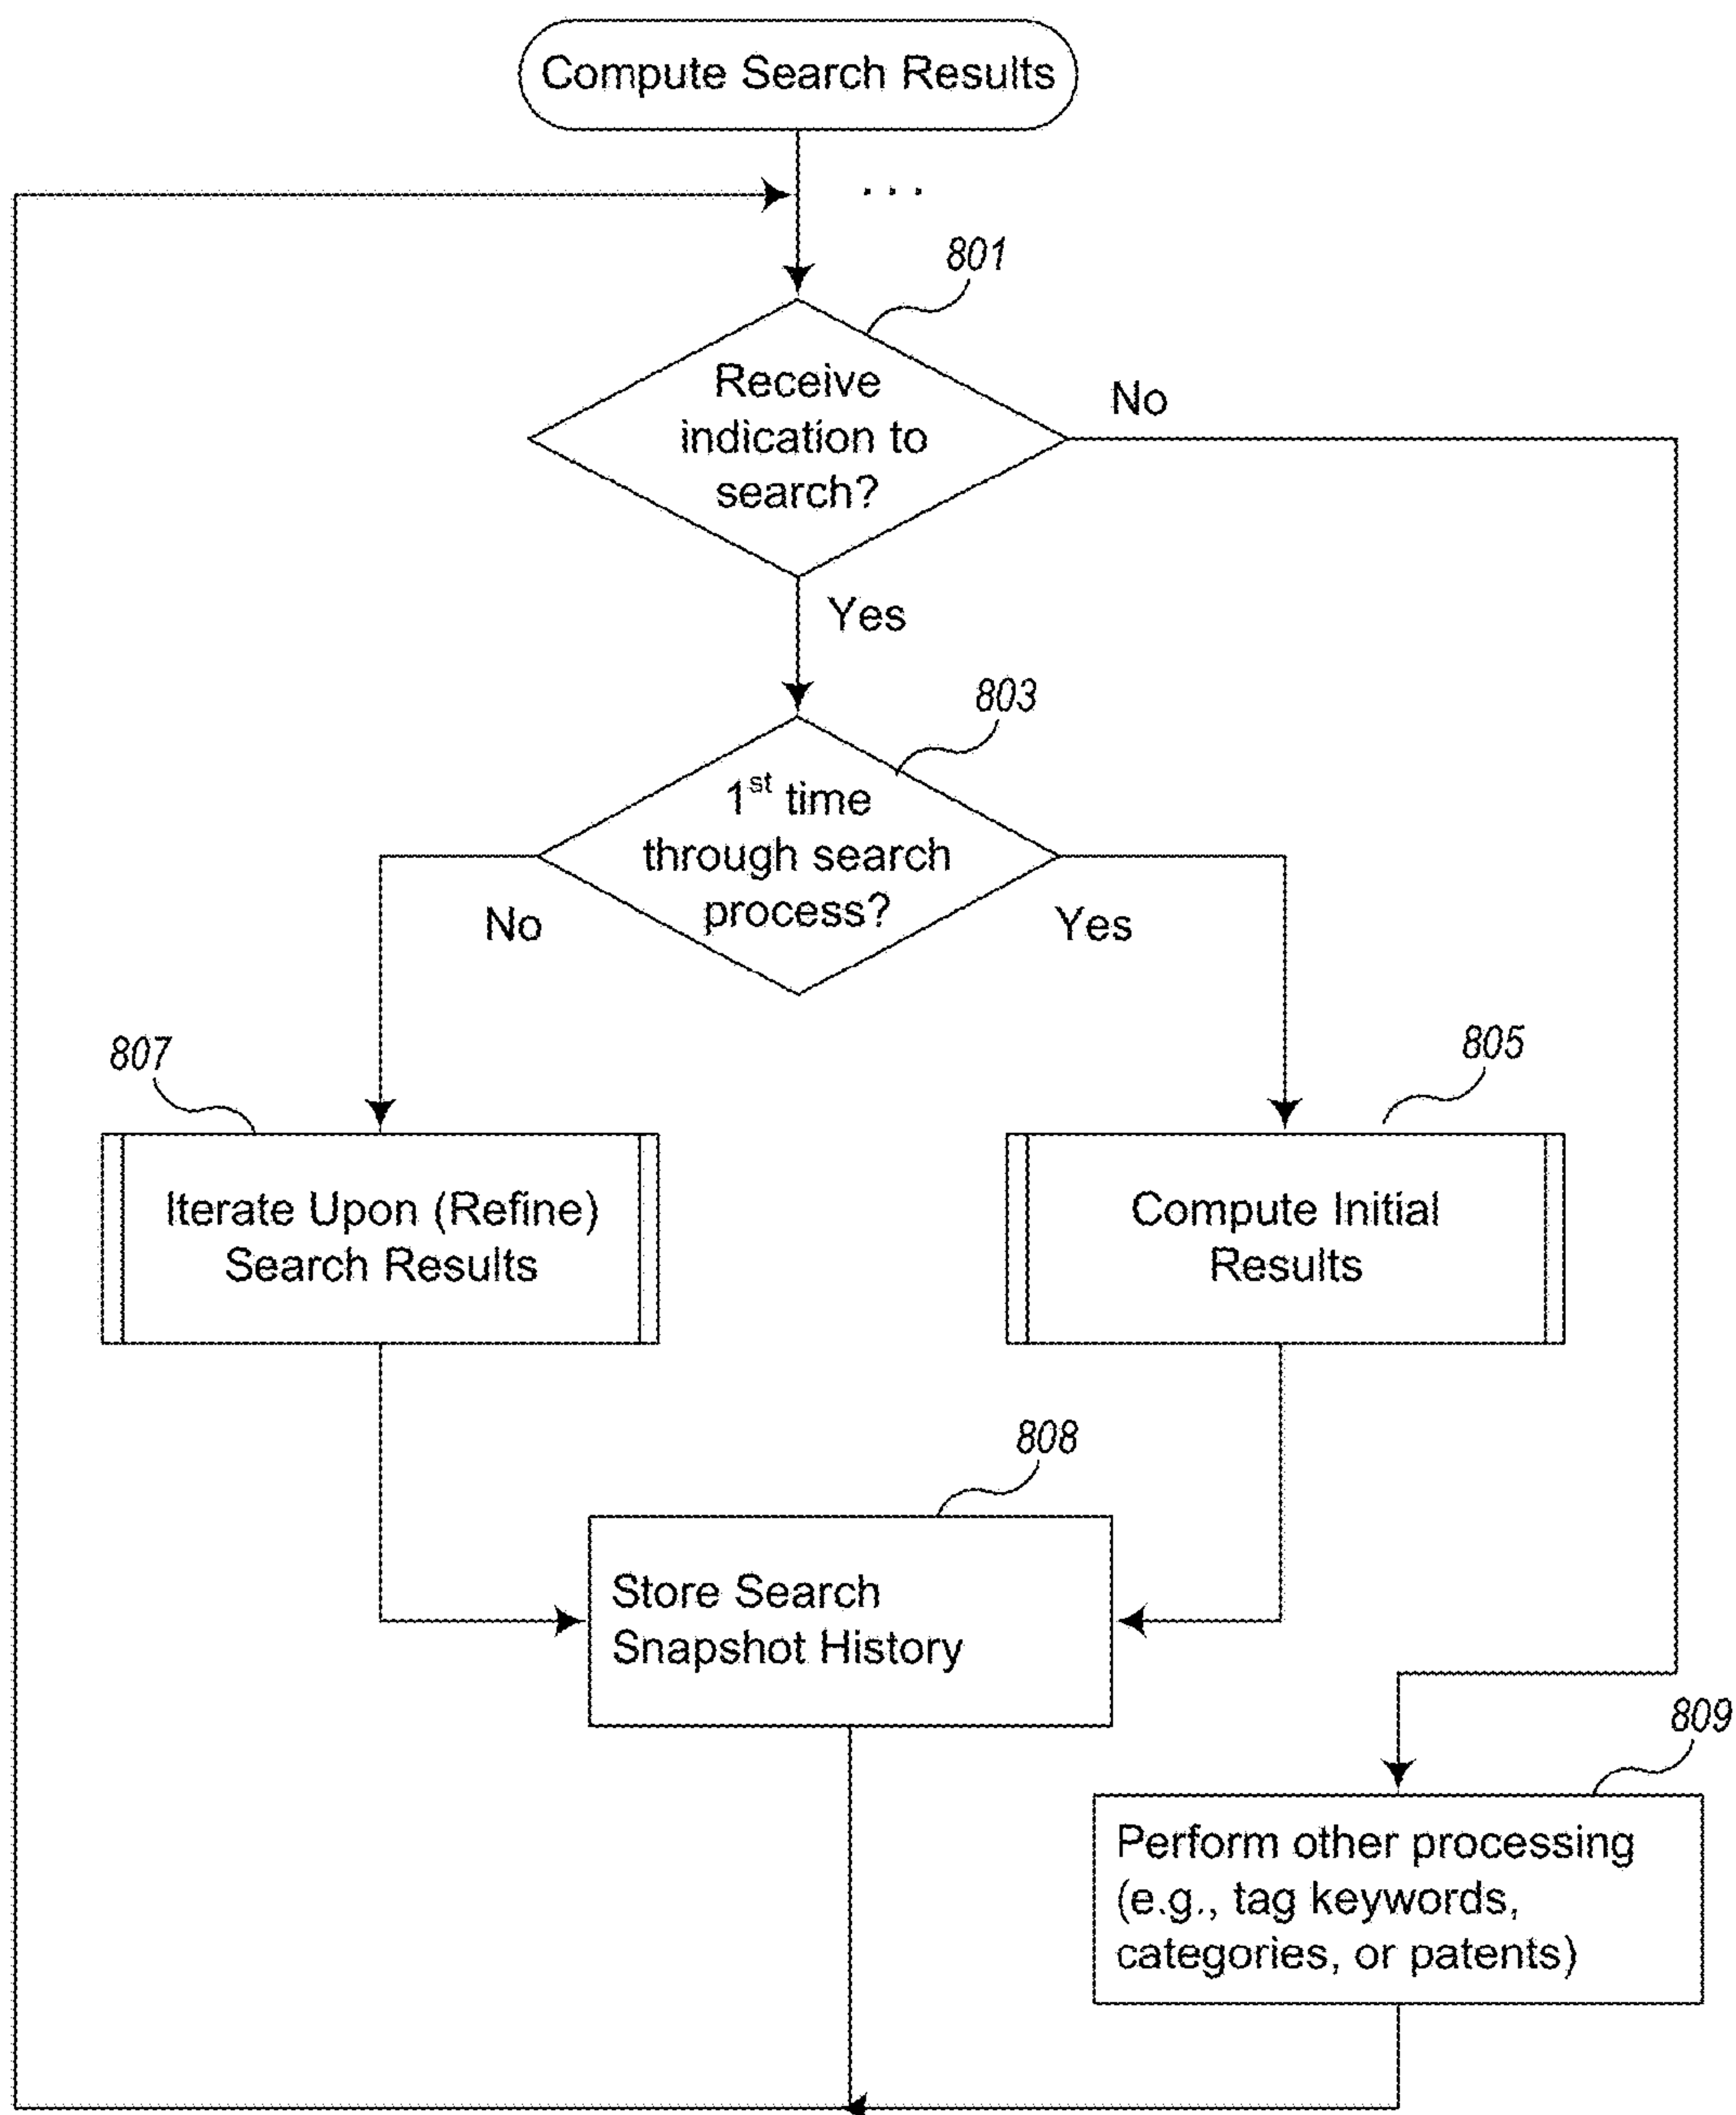 Compute Search Results
. . .
801
Receive
indication to
search?
No
Yes
803
1st time
through search
process?
No
Yes
807
805
Iterate Upon (Refine)
Search Results
Compute Initial
Results
808
Store Search
Snapshot History
809
Perform other processing
(e.g., tag keywords,
categories, or patents)